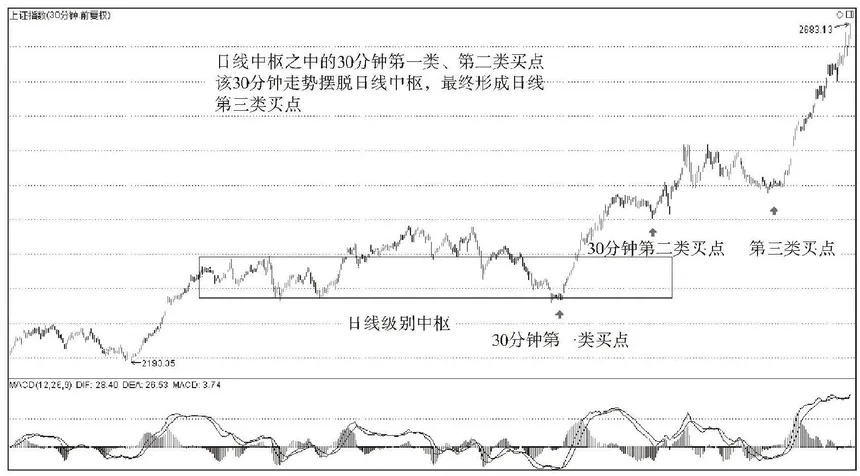 上证指数(30分钟.前复权)
2683.13
日线中枢之中的30分钟第一类、第二类买点
该30分钟走势摆脱日线中枢，最终形成日线
第三类买点
30分钟第二类买点
第三类买点
日线级别中枢
30分钟第一类买点
2190.05
MACD(12,26,9) DIF: 28.40 DEA: 26.53 MACD: 3.74